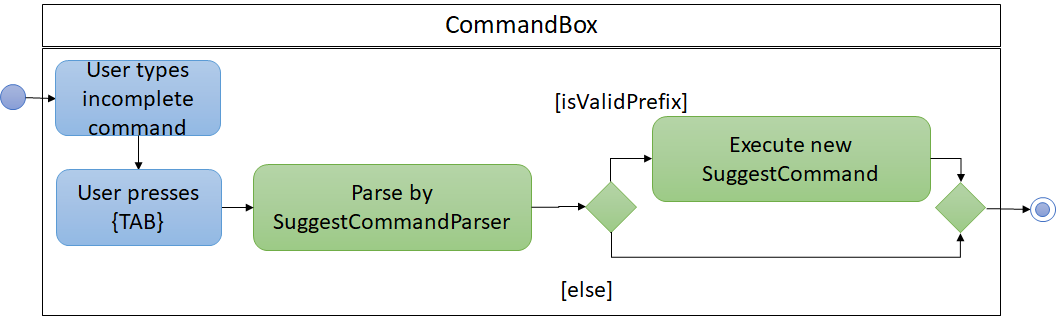 CommandBox
User types
incomplete
command
User presses
{TAB}
Parse by
SuggestCommandParser
[isValidPrefix]
Execute new
SuggestCommand
[else]